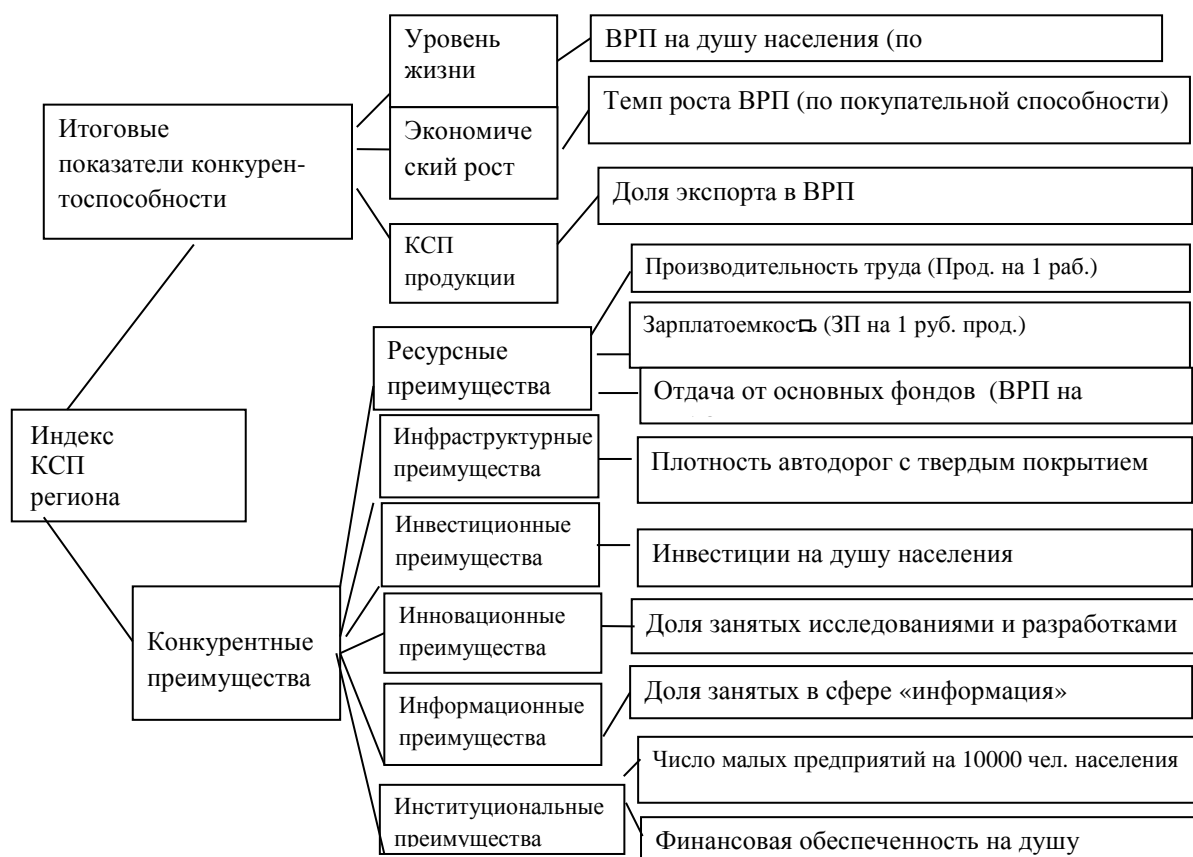 Уровень
жизни
ВРП на душу населения (по
Темп роста ВРП (по покупательной способности)
Итоговые
показатели конкурен-
тоспособности
Экономиче
ский рост
Доля экспорта в ВРП
КСП
продукции
Производительность труда (Прод. на 1 раб.)
Зарплатоемкость (ЗП на 1 руб. прод.)
Ресурсные
преимущества
Отдача от основных фондов (ВРП на
Индекс
КСП
региона
Инфраструктурные
преимущества
Плотность автодорог с твердым покрытием
Инвестиционные
преимущества
Инвестиции на душу населения
Конкурентные
преимущества
Инновационные
преимущества
Доля занятых исследованиями и разработками
Информационные
преимущества
Доля занятых в сфере «информация»
Институциональные
преимущества
Число малых предприятий на 10000 чел. населения
Финансовая обеспеченность на душу